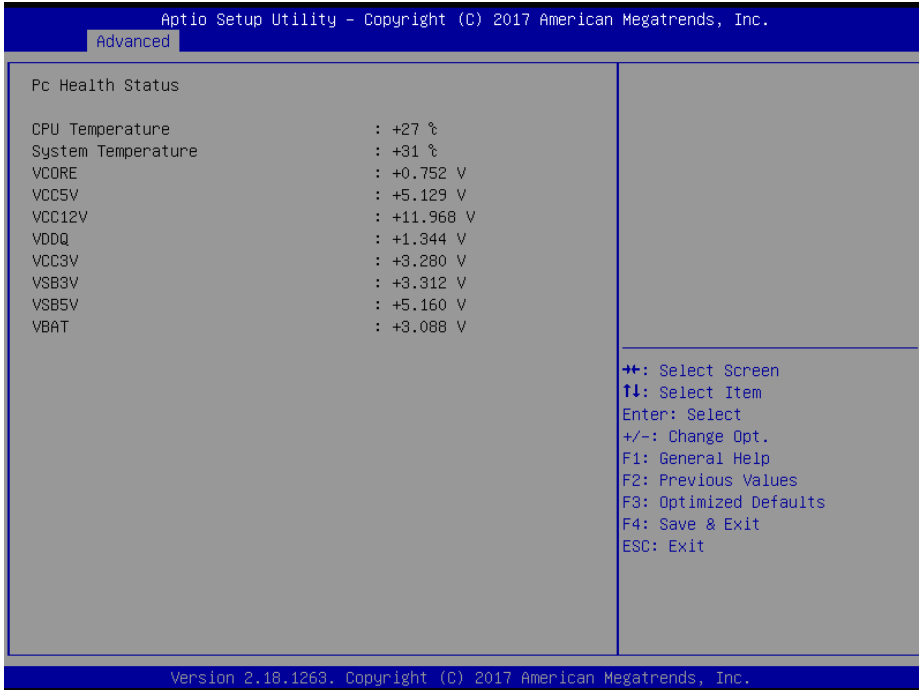 Aptio Setup Utility – Copyright (C) 2017 American Megatrends, Inc.
Advanced
Pc Health Status
CPU Temperature : +27 ℃
System Temperature : +31 ℃
VCORE : +0.752 V
VCC5V : +5.129 V
VCC12V : +11.968 V
VDDQ : +1.344 V
VCC3V : +3.280 V
VSB3V : +3.312 V
VSB5V : +5.160 V
VBAT : +3.088 V
→←: Select Screen
↑↓: Select Item
Enter: Select
+/-: Change Opt.
F1: General Help
F2: Previous Values
F3: Optimized Defaults
F4: Save & Exit
ESC: Exit
Version 2.18.1263. Copyright (C) 2017 American Megatrends, Inc.